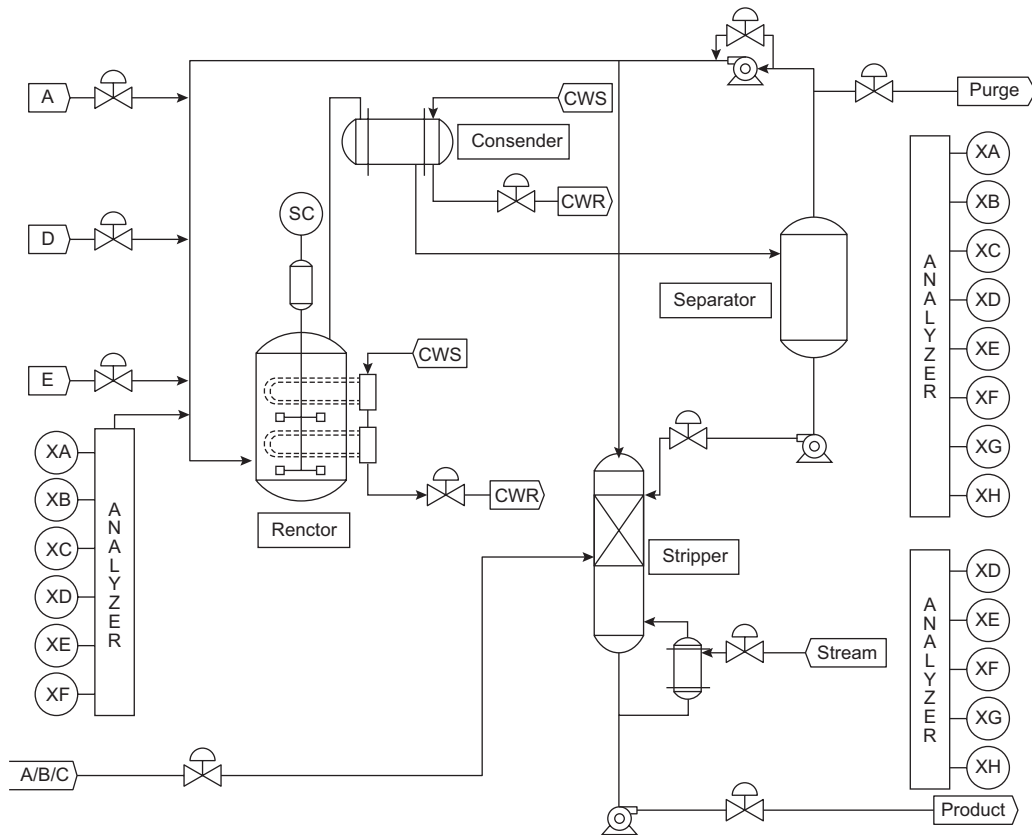 A
CWS
Purge
Consender
CWR
SC
D
Separator
CWS
E
CWR
Renctor
Stripper
Stream
A/B/C
Product
ANALYZER
XA
XB
XC
XD
XE
XF
ANALYZER
XA
XB
XC
XD
XE
XF
XG
XH
ANALYZER
XD
XE
XF
XG
XH